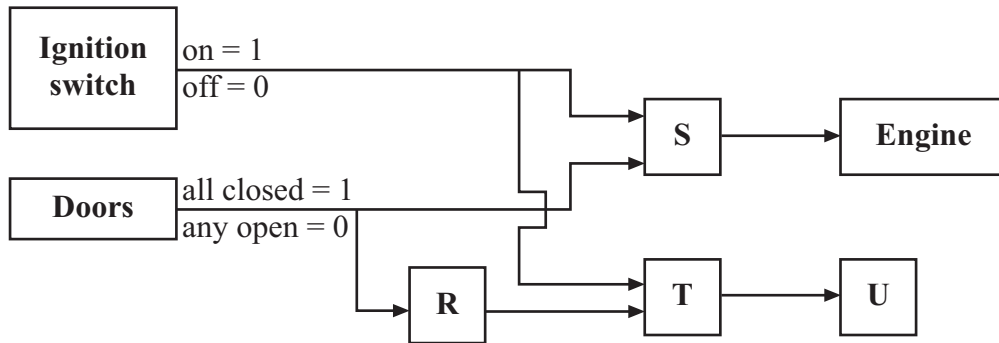 Ignition
switch
on = 1
off = 0
S
Engine
Doors
all closed = 1
any open = 0
R
T
U